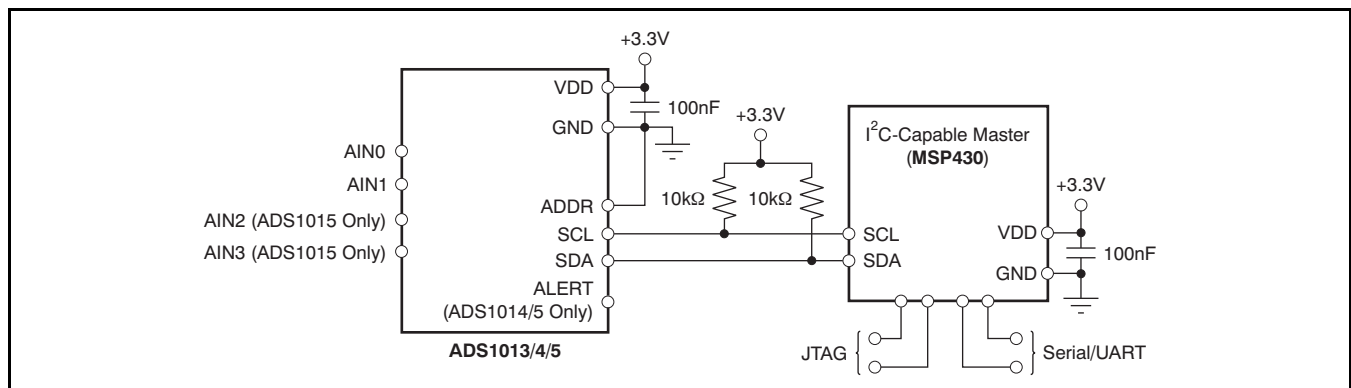 +3.3V
VDD
100nF
GND
+3.3V
AIN0
AIN1
AIN2 (ADS1015 Only)
AIN3 (ADS1015 Only)
ADDR
SCL
SDA
ALERT
(ADS1014/5 Only)
ADS1013/4/5
10kΩ
10kΩ
I²C-Capable Master
(MSP430)
+3.3V
SCL
SDA
VDD
100nF
GND
JTAG
Serial/UART